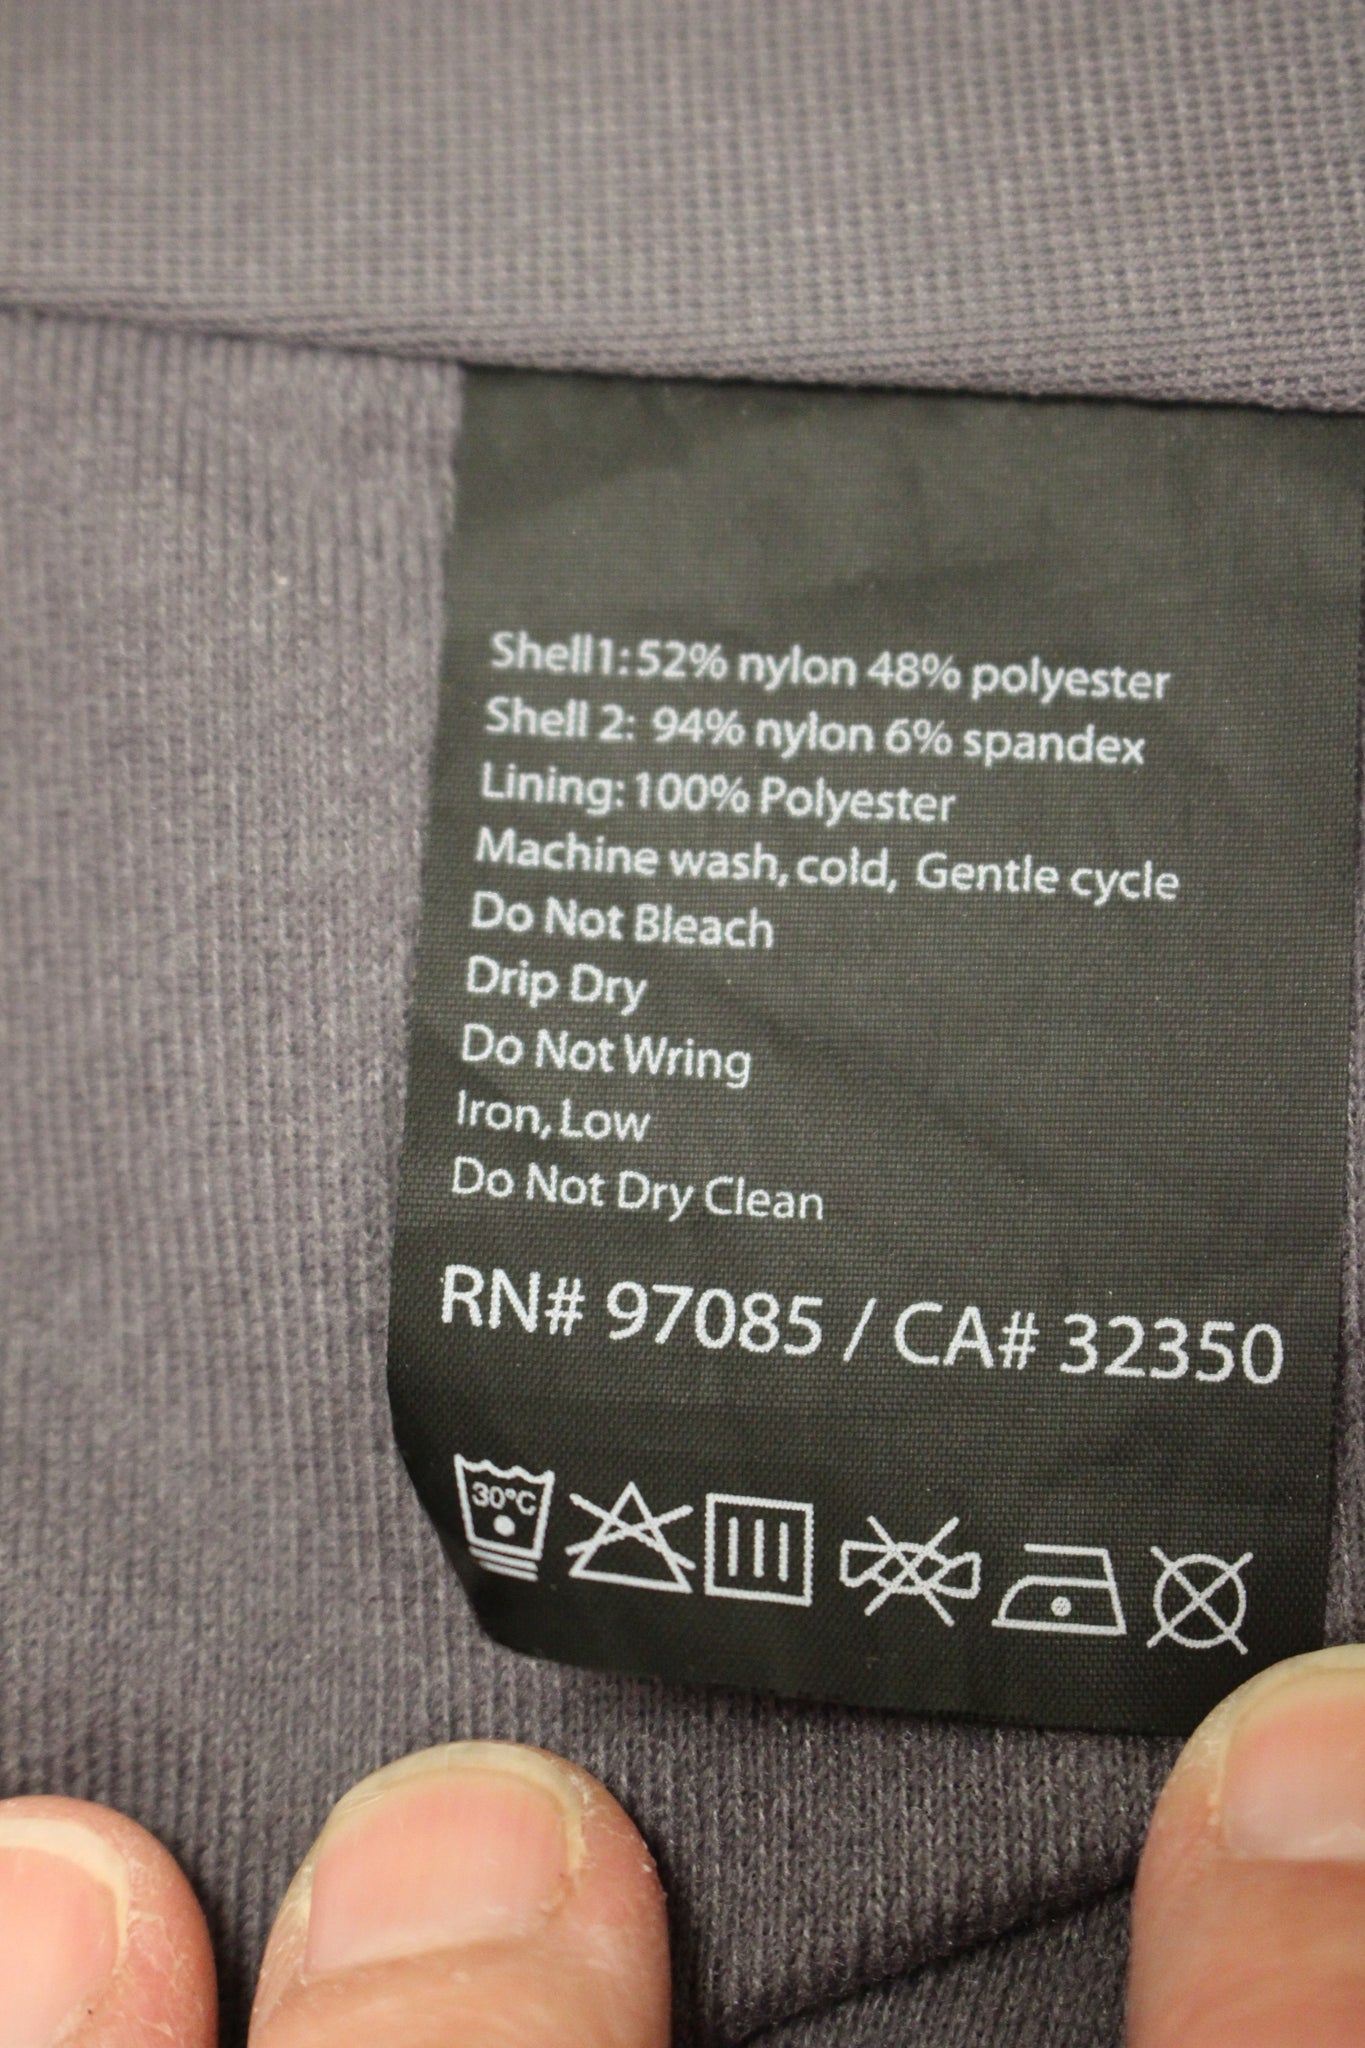 Shell1: 52% nylon 48% polyester
Shell 2: 94% nylon 6% spandex
Lining: 100% Polyester
Machine wash, cold, Gentle cycle
Do Not Bleach
Drip Dry
Do Not Wring
Iron, Low
Do Not Dry Clean
RN# 97085 / CA# 32350
30°C